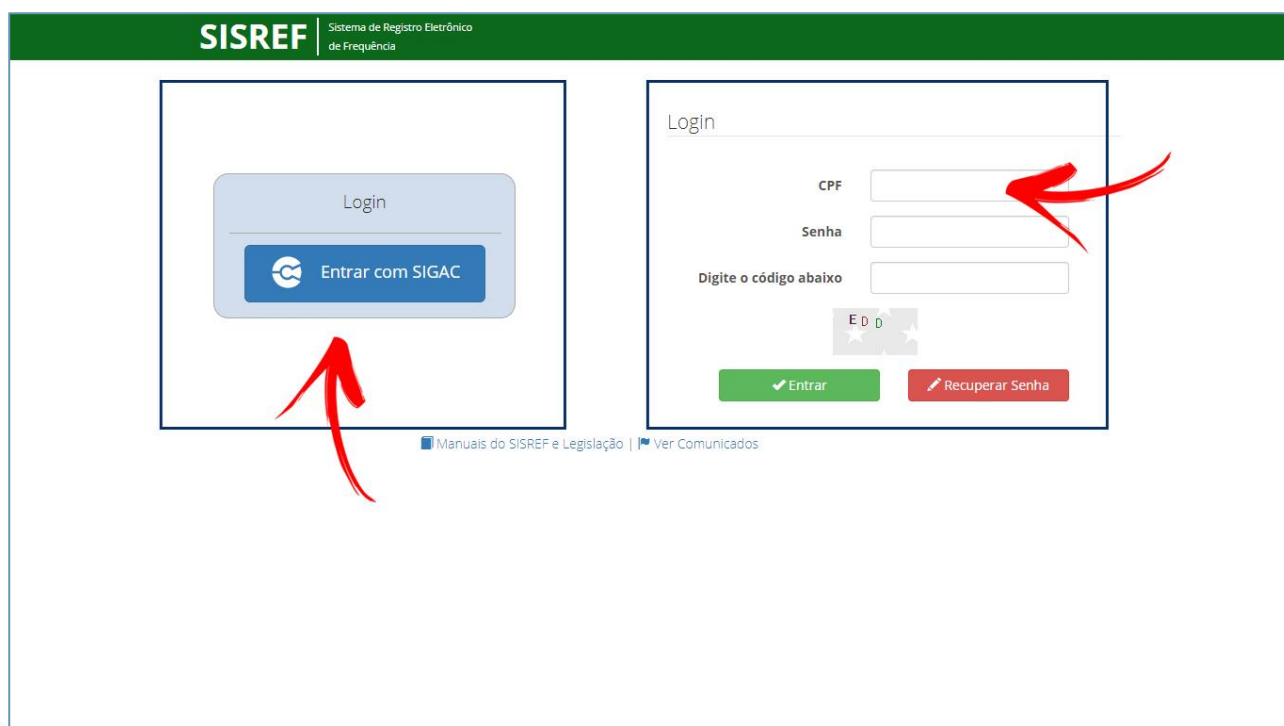 SISREF
Sistema de Registro Eletrônico
de Frequência
Login
Entrar com SIGAC
Login
CPF
Senha
Digite o código abaixo
E D D
Entrar
Recuperar Senha
Manuais do SISREF e Legislação | Ver Comunicados